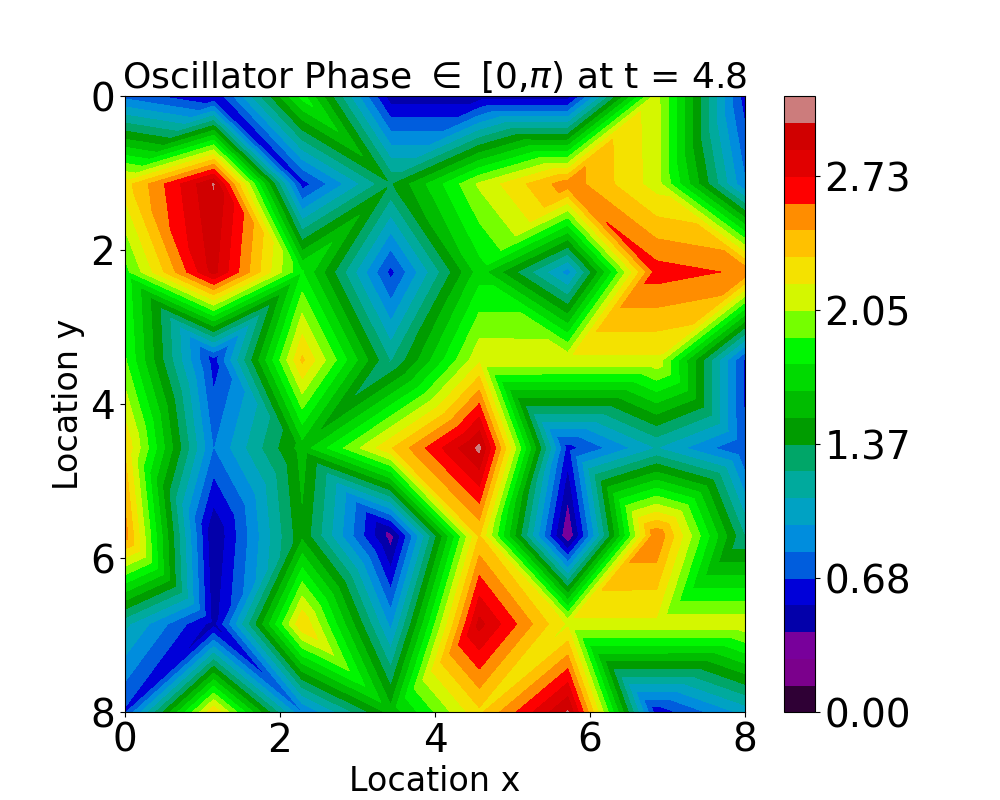 Oscillator Phase ∈ [0,π) at t = 4.8
0
2
4
6
8
Location y
0 2 4 6 8
Location x
2.73
2.05
1.37
0.68
0.00